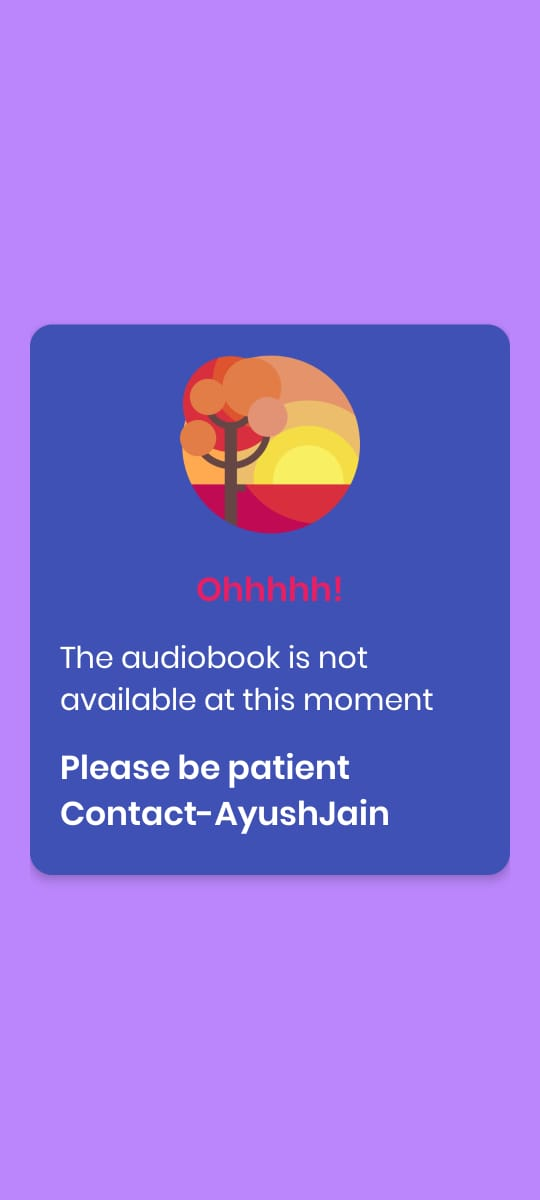 Ohhhhh!
The audiobook is not
available at this moment
Please be patient
Contact-AyushJain